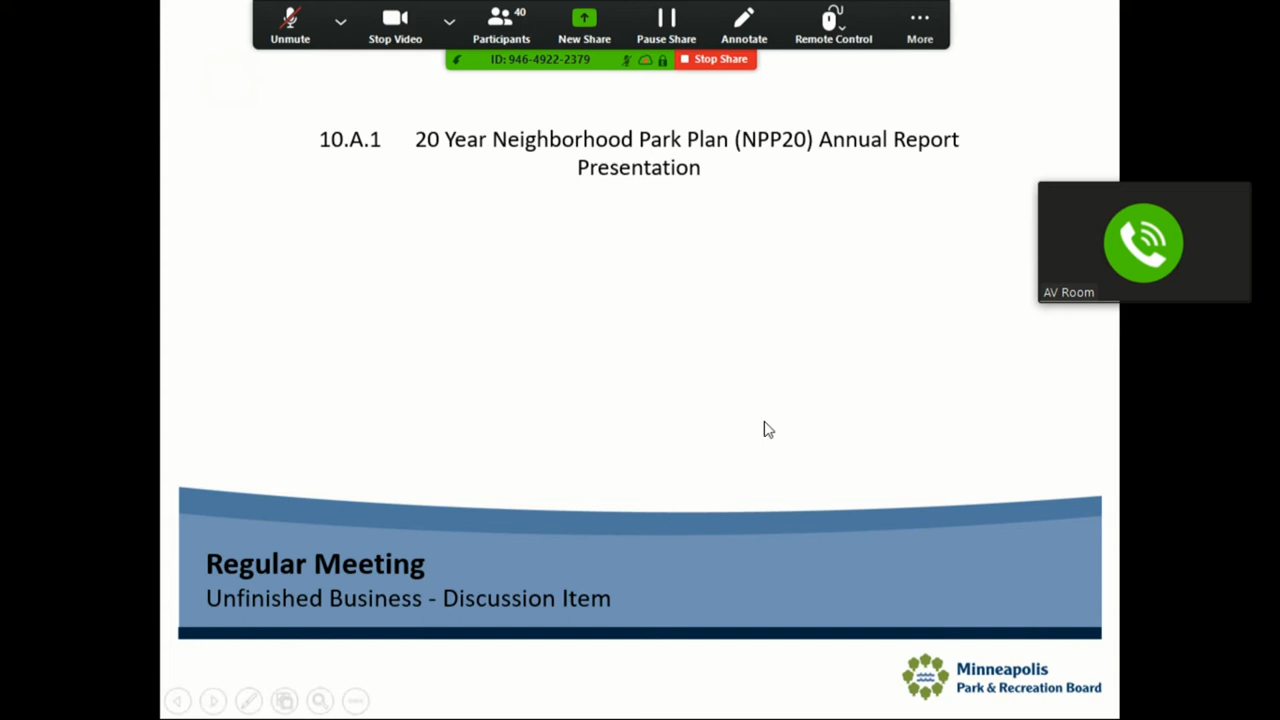 40
Unmute Stop Video Participants New Share Pause Share Annotate Remote Control More
ID: 946-4922-2379 Stop Share
10.A.1 20 Year Neighborhood Park Plan (NPP20) Annual Report
Presentation
AV Room
Regular Meeting
Unfinished Business - Discussion Item
Minneapolis
Park & Recreation Board